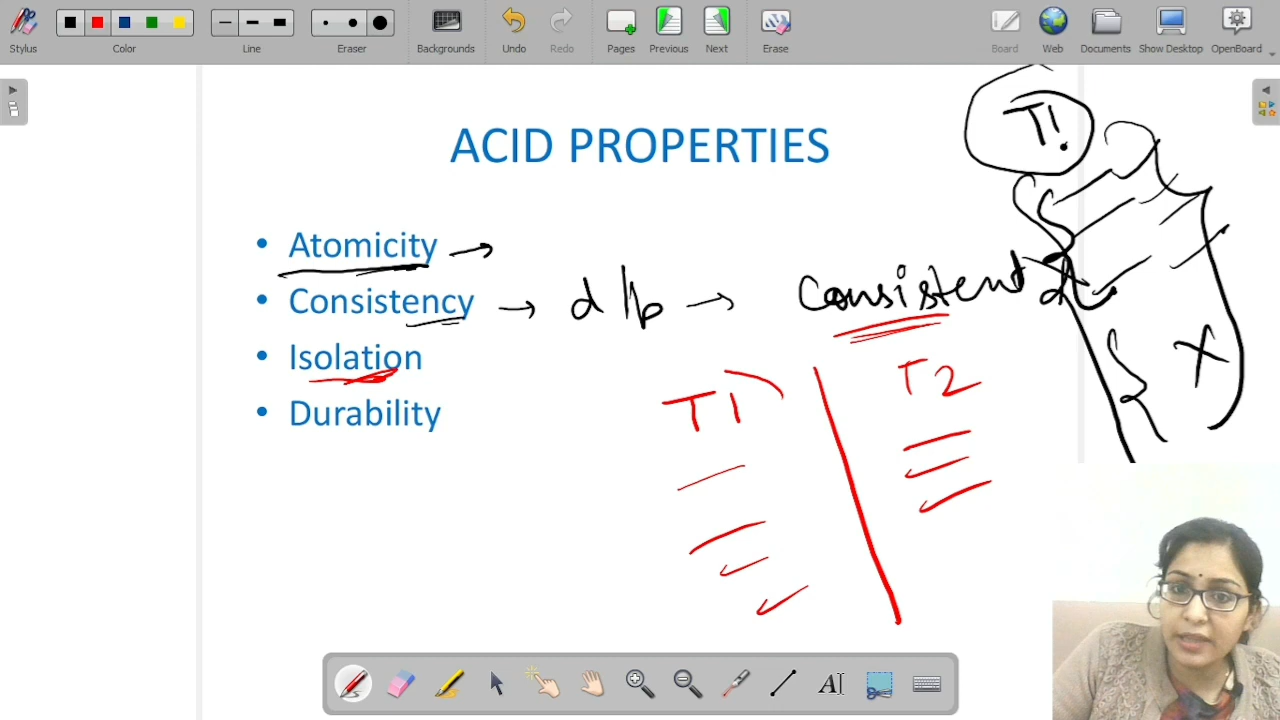 Stylus
Color
Line
Eraser
Backgrounds
Undo
Redo
Pages
Previous
Next
Erase
Board
Web
Documents
Show Desktop
OpenBoard
T1
ACID PROPERTIES
• Atomicity →
• Consistency → d/b → Consistent
• Isolation
• Durability
T1
T2